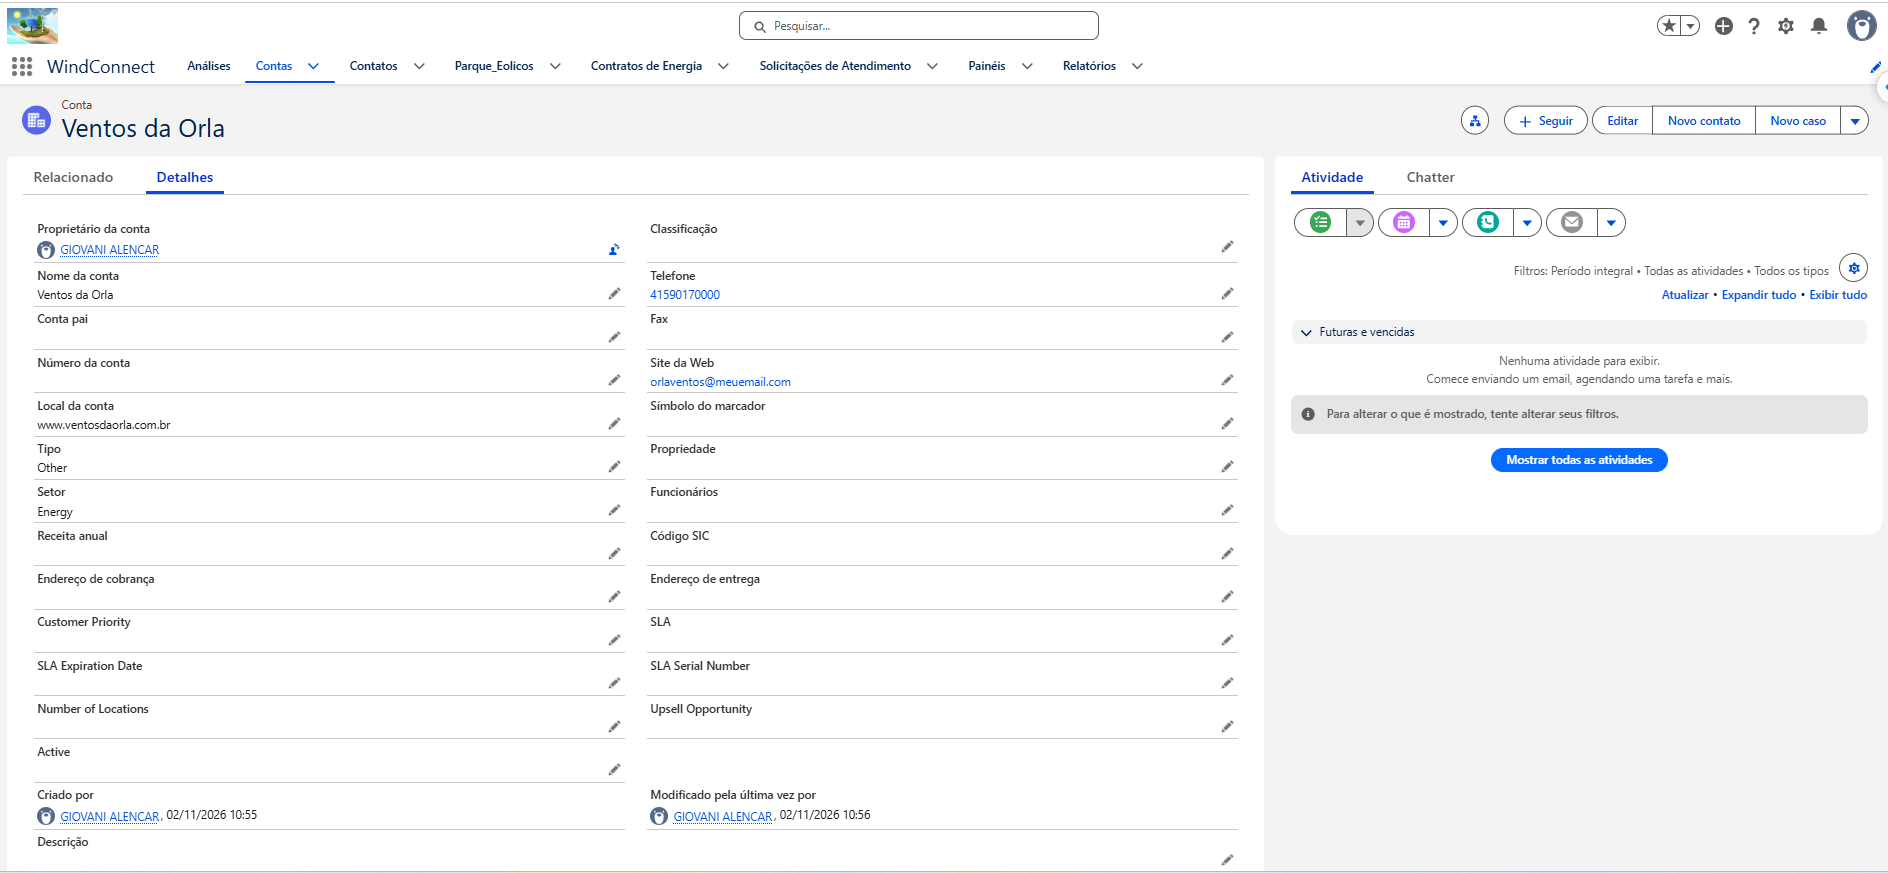 Pesquisar...
WindConnect
Análises
Contas
Contatos
Parque_Eolicos
Contratos de Energia
Solicitações de Atendimento
Painéis
Relatórios
Conta
Ventos da Orla
Seguir
Editar
Novo contato
Novo caso
Relacionado
Detalhes
Proprietário da conta
GIOVANI ALENCAR
Classificação
Nome da conta
Ventos da Orla
Telefone
41590170000
Conta pai
Fax
Número da conta
Site da Web
orlaventos@meuemail.com
Local da conta
www.ventosdaorla.com.br
Símbolo do marcador
Tipo
Other
Propriedade
Setor
Energy
Funcionários
Receita anual
Código SIC
Endereço de cobrança
Endereço de entrega
Customer Priority
SLA
SLA Expiration Date
SLA Serial Number
Number of Locations
Upsell Opportunity
Active
Criado por
GIOVANI ALENCAR, 02/11/2026 10:55
Modificado pela última vez por
GIOVANI ALENCAR, 02/11/2026 10:56
Descrição
Atividade
Chatter
Filtros: Período integral • Todas as atividades • Todos os tipos
Atualizar • Expandir tudo • Exibir tudo
Futuras e vencidas
Nenhuma atividade para exibir.
Comece enviando um email, agendando uma tarefa e mais.
Para alterar o que é mostrado, tente alterar seus filtros.
Mostrar todas as atividades